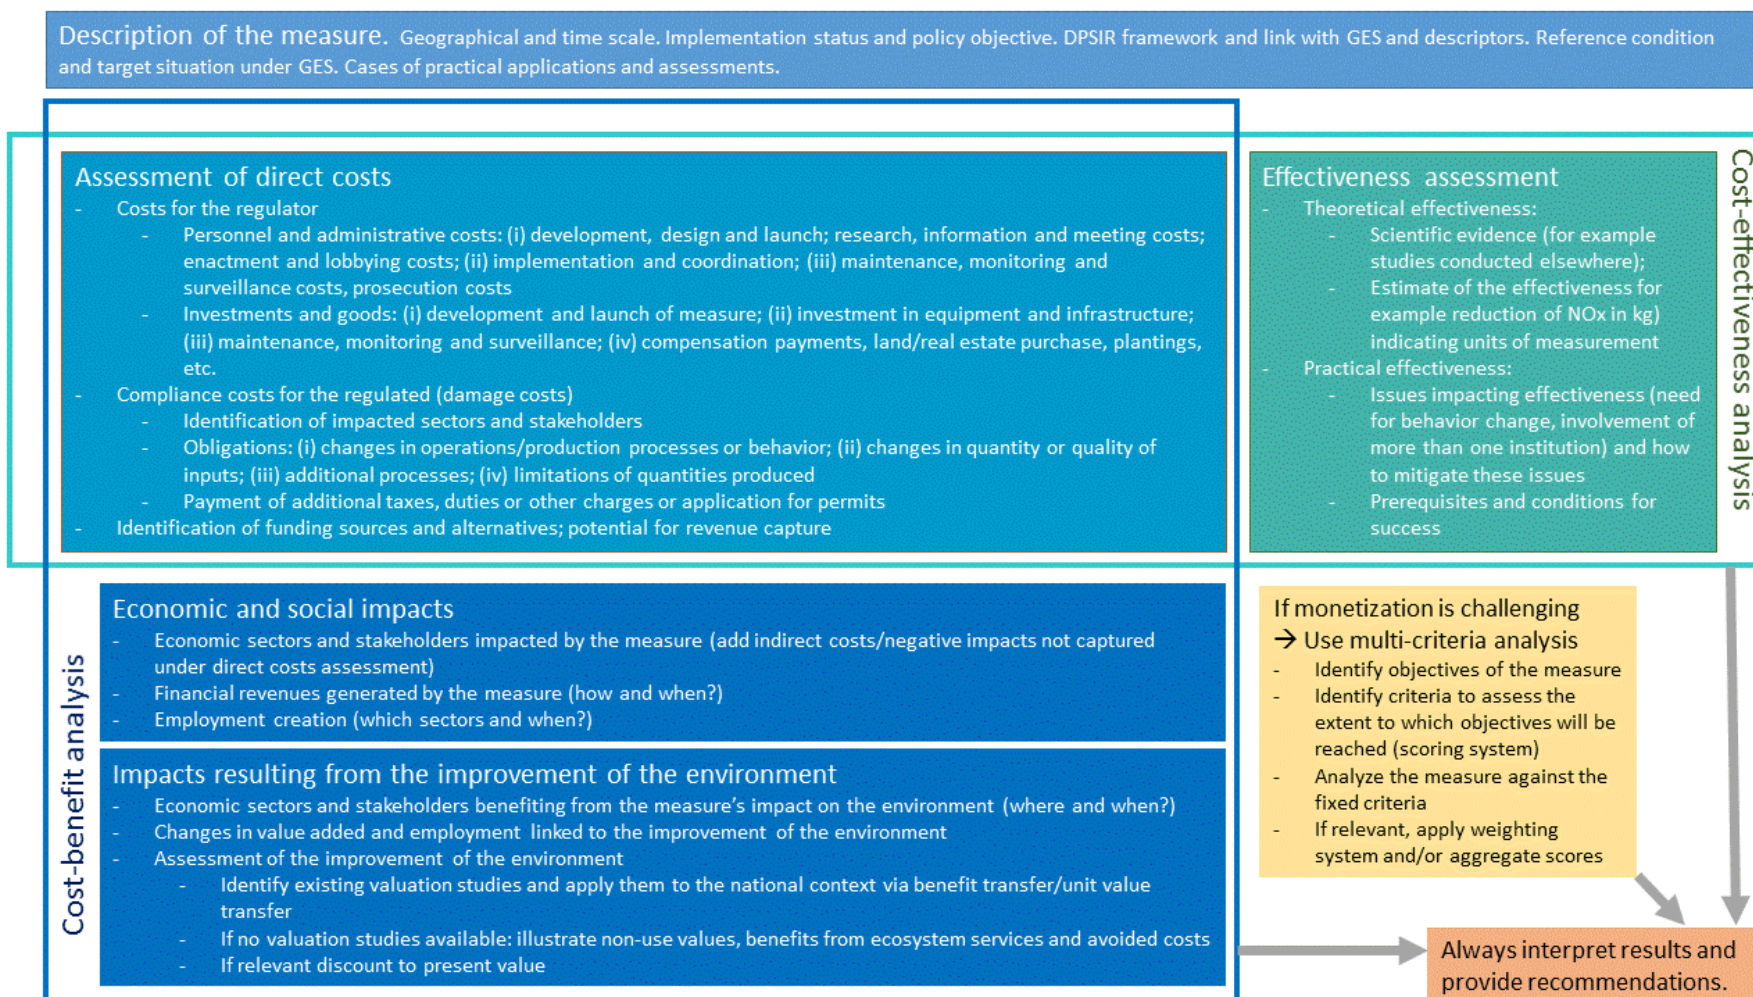 Description of the measure. Geographical and time scale. Implementation status and policy objective. DPSIR framework and link with GES and descriptors. Reference condition
and target situation under GES. Cases of practical applications and assessments.
Assessment of direct costs
- Costs for the regulator
- Personnel and administrative costs: (i) development, design and launch; research, information and meeting costs;
enactment and lobbying costs; (ii) implementation and coordination; (iii) maintenance, monitoring and
surveillance costs, prosecution costs
- Investments and goods: (i) development and launch of measure; (ii) investment in equipment and infrastructure;
(iii) maintenance, monitoring and surveillance; (iv) compensation payments, land/real estate purchase, plantings,
etc.
- Compliance costs for the regulated (damage costs)
- Identification of impacted sectors and stakeholders
- Obligations: (i) changes in operations/production processes or behavior; (ii) changes in quantity or quality of
inputs; (iii) additional processes; (iv) limitations of quantities produced
- Payment of additional taxes, duties or other charges or application for permits
- Identification of funding sources and alternatives; potential for revenue capture
Effectiveness assessment
- Theoretical effectiveness:
- Scientific evidence (for example
studies conducted elsewhere);
- Estimate of the effectiveness for
example reduction of NOx in kg)
indicating units of measurement
- Practical effectiveness:
- Issues impacting effectiveness (need
for behavior change, involvement of
more than one institution) and how
to mitigate these issues
- Prerequisites and conditions for
success
Cost-effectiveness analysis
Cost-benefit analysis
Economic and social impacts
- Economic sectors and stakeholders impacted by the measure (add indirect costs/negative impacts not captured
under direct costs assessment)
- Financial revenues generated by the measure (how and when?)
- Employment creation (which sectors and when?)
Impacts resulting from the improvement of the environment
- Economic sectors and stakeholders benefiting from the measure's impact on the environment (where and when?)
- Changes in value added and employment linked to the improvement of the environment
- Assessment of the improvement of the environment
- Identify existing valuation studies and apply them to the national context via benefit transfer/unit value
transfer
- If no valuation studies available: illustrate non-use values, benefits from ecosystem services and avoided costs
- If relevant discount to present value
If monetization is challenging
→ Use multi-criteria analysis
- Identify objectives of the measure
- Identify criteria to assess the
extent to which objectives will be
reached (scoring system)
- Analyze the measure against the
fixed criteria
- If relevant, apply weighting
system and/or aggregate scores
Always interpret results and
provide recommendations.